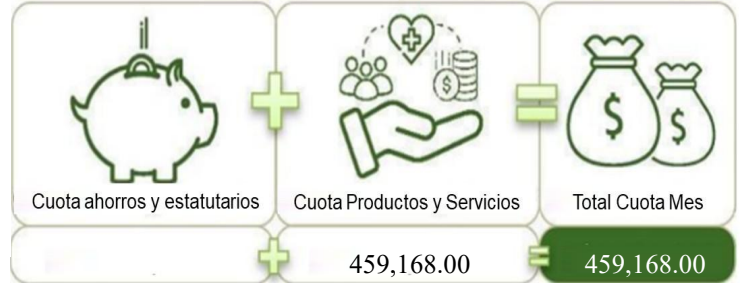 Cuota ahorros y estatutarios
Cuota Productos y Servicios
Total Cuota Mes
459,168.00
459,168.00